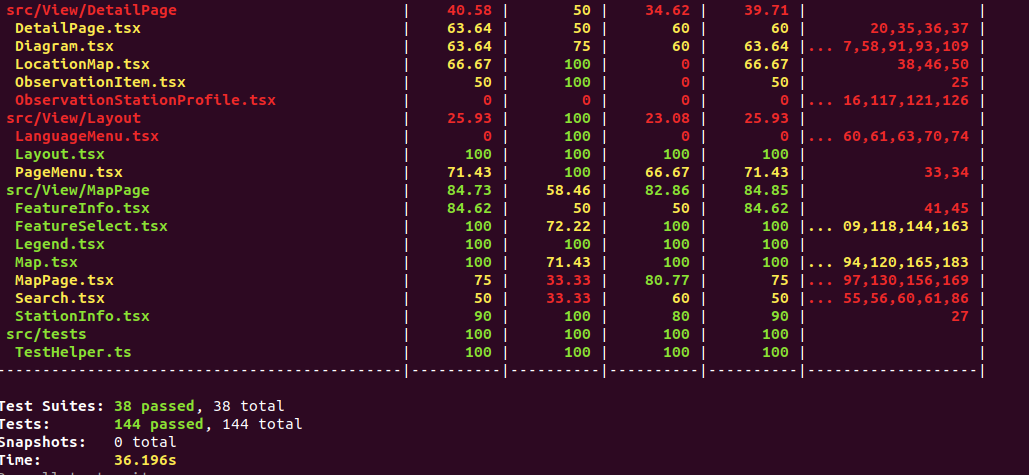 src/View/DetailPage | 40.58 | 50 | 34.62 | 39.71 | |
DetailPage.tsx | 63.64 | 50 | 60 | 60 | 20,35,36,37 |
Diagram.tsx | 63.64 | 75 | 60 | 63.64 |... 7,58,91,93,109 |
LocationMap.tsx | 66.67 | 100 | 0 | 66.67 | 38,46,50 |
ObservationItem.tsx | 50 | 100 | 0 | 50 | 25 |
ObservationStationProfile.tsx | 0 | 0 | 0 | 0 |... 16,117,121,126 |
src/View/Layout | 25.93 | 100 | 23.08 | 25.93 | |
LanguageMenu.tsx | 0 | 100 | 0 | 0 |... 60,61,63,70,74 |
Layout.tsx | 100 | 100 | 100 | 100 | |
PageMenu.tsx | 71.43 | 100 | 66.67 | 71.43 | 33,34 |
src/View/MapPage | 84.73 | 58.46 | 82.86 | 84.85 | |
FeatureInfo.tsx | 84.62 | 50 | 50 | 84.62 | 41,45 |
FeatureSelect.tsx | 100 | 72.22 | 100 | 100 |... 09,118,144,163 |
Legend.tsx | 100 | 100 | 100 | 100 | |
Map.tsx | 100 | 71.43 | 100 | 100 |... 94,120,165,183 |
MapPage.tsx | 75 | 33.33 | 80.77 | 75 |... 97,130,156,169 |
Search.tsx | 50 | 33.33 | 60 | 50 |... 55,56,60,61,86 |
StationInfo.tsx | 90 | 100 | 80 | 90 | 27 |
src/tests | 100 | 100 | 100 | 100 | |
TestHelper.ts | 100 | 100 | 100 | 100 | |
---------------------------------------------|----------|----------|----------|----------|-------------------|
Test Suites: 38 passed, 38 total
Tests: 144 passed, 144 total
Snapshots: 0 total
Time: 36.196s